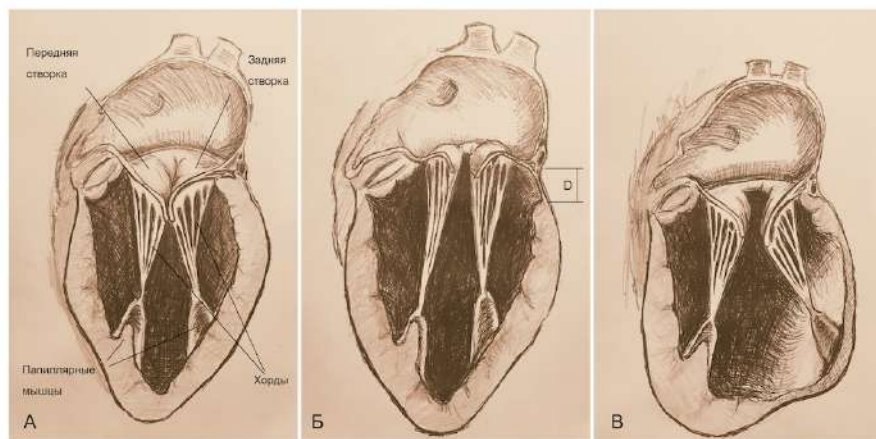 Передняя
створка
Задняя
створка
Папиллярные
мышцы
Хорды
А
D
Б
В